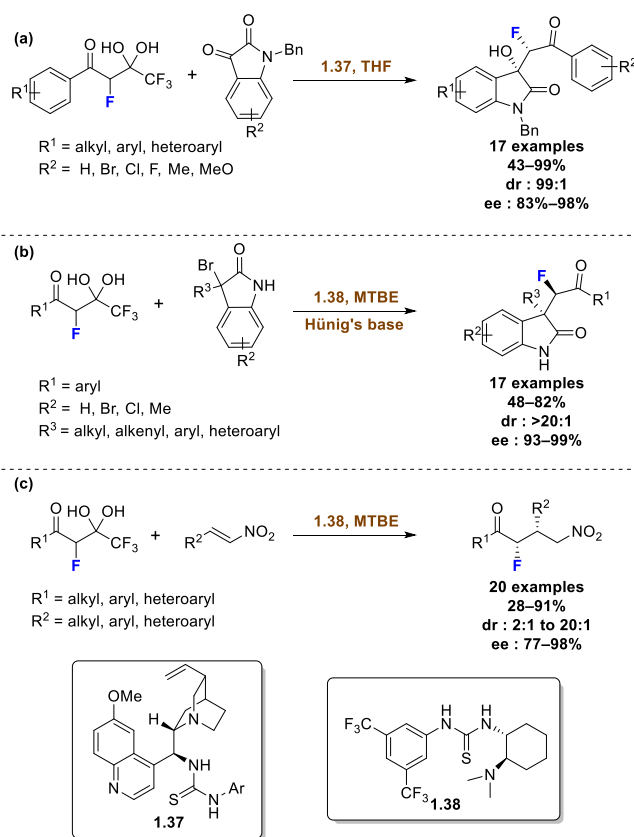 (a)
O HO OH
CF₃
F
R¹
+
O
O
N
Bn
R²
1.37, THF
F
O
HO
R¹
O
N
Bn
R²
R¹ = alkyl, aryl, heteroaryl
R² = H, Br, Cl, F, Me, MeO
17 examples
43–99%
dr : 99:1
ee : 83%–98%
(b)
O HO OH
R¹
CF₃
F
+
Br
O
R³
NH
R²
1.38, MTBE
Hünig's base
F
O
R³
R¹
R²
O
N
H
R¹ = aryl
R² = H, Br, Cl, Me
R³ = alkyl, alkenyl, aryl, heteroaryl
17 examples
48–82%
dr : >20:1
ee : 93–99%
(c)
O HO OH
R¹
CF₃
F
+
R²
NO₂
1.38, MTBE
O
R²
R¹
NO₂
F
R¹ = alkyl, aryl, heteroaryl
R² = alkyl, aryl, heteroaryl
20 examples
28–91%
dr : 2:1 to 20:1
ee : 77–98%
OMe
H
N
N
H
N
S
N
H
Ar
1.37
F₃C
H
N
H
N
S
N
CF₃
1.38